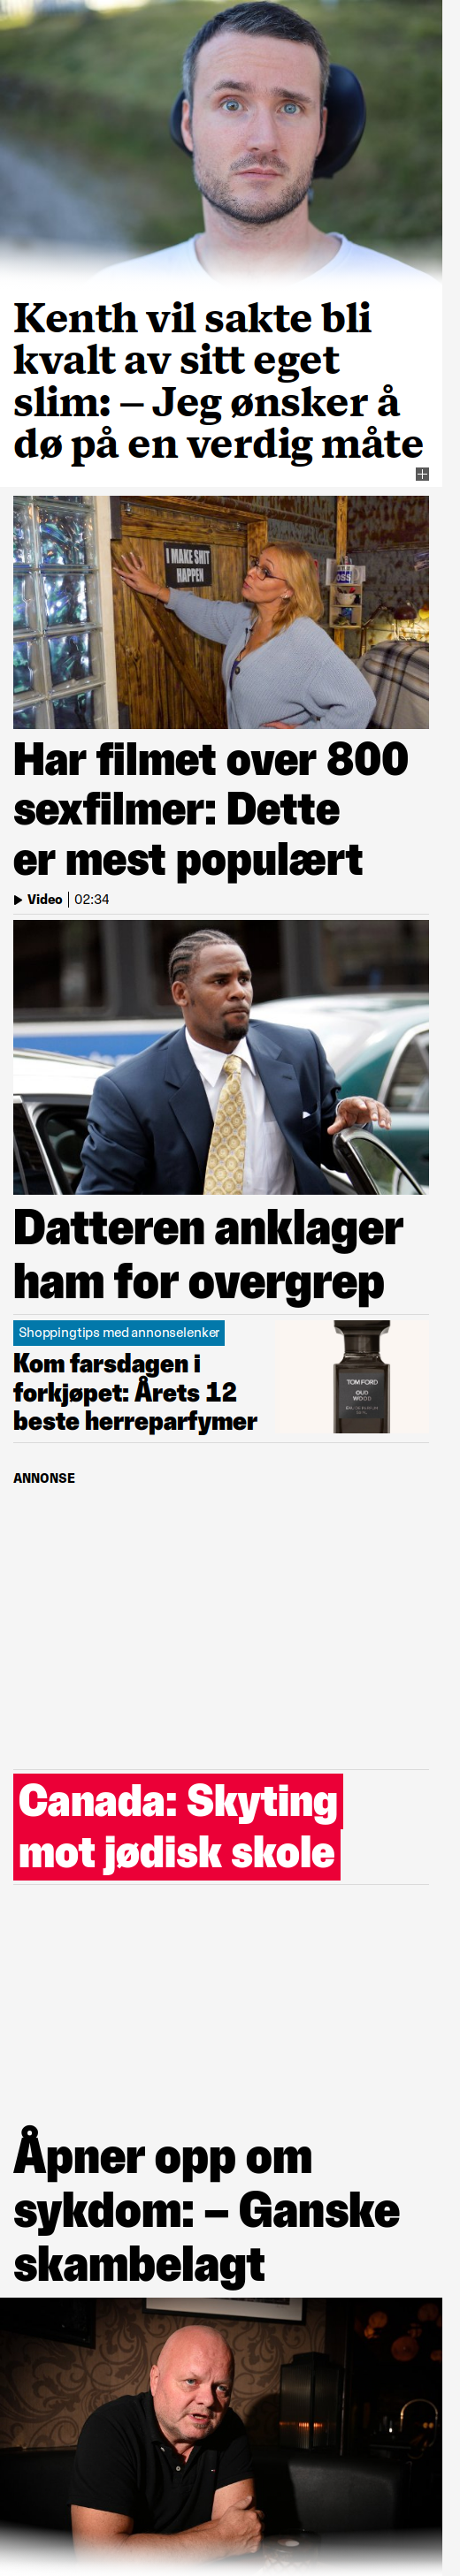 Kenth vil sakte bli
kvalt av sitt eget
slim: – Jeg ønsker å
dø på en verdig måte
I MAKE SHIT
HAPPEN
OSS
Har filmet over 800
sexfilmer: Dette
er mest populært
Video | 02:34
Datteren anklager
ham for overgrep
Shoppingtips med annonselenker
Kom farsdagen i
forkjøpet: Årets 12
beste herreparfymer
TOM FORD
OUD
WOOD
ANNONSE
Canada: Skyting
mot jødisk skole
Åpner opp om
sykdom: – Ganske
skambelagt